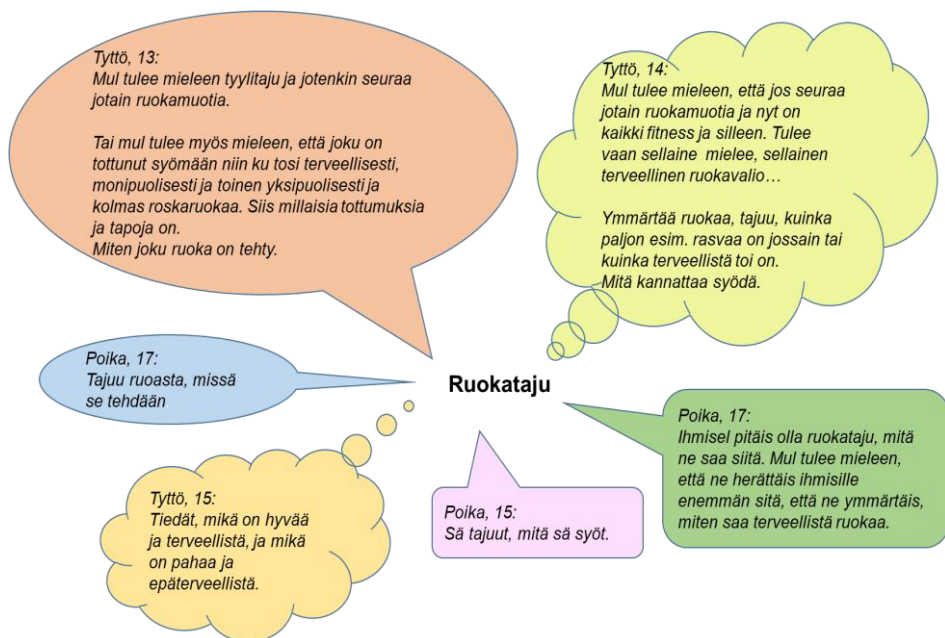 Tyttö, 13:
Mul tulee mieleen tyylitaju ja jotenkin seuraa
jotain ruokamuotia.
Tai mul tulee myös mieleen, että joku on
tottunut syömään niin ku tosi terveellisesti,
monipuolisesti ja toinen yksipuolisesti ja
kolmas roskaruokaa. Siis millaisia tottumuksia
ja tapoja on.
Miten joku ruoka on tehty.
Tyttö, 14:
Mul tulee mieleen, että jos seuraa
jotain ruokamuotia ja nyt on
kaikki fitness ja silleen. Tulee
vaan sellaine mielee, sellainen
terveellinen ruokavalio…
Ymmärtää ruokaa, tajuu, kuinka
paljon esim. rasvaa on jossain tai
kuinka terveellistä toi on.
Mitä kannattaa syödä.
Poika, 17:
Tajuu ruoasta, missä
se tehdään
Ruokataju
Poika, 17:
Ihmisel pitäis olla ruokataju, mitä
ne saa siitä. Mul tulee mieleen,
että ne herättäis ihmisille
enemmän sitä, että ne ymmärtäis,
miten saa terveellistä ruokaa.
Tyttö, 15:
Tiedät, mikä on hyvää
ja terveellistä, ja mikä
on pahaa ja
epäterveellistä.
Poika, 15:
Sä tajuut, mitä sä syöt.